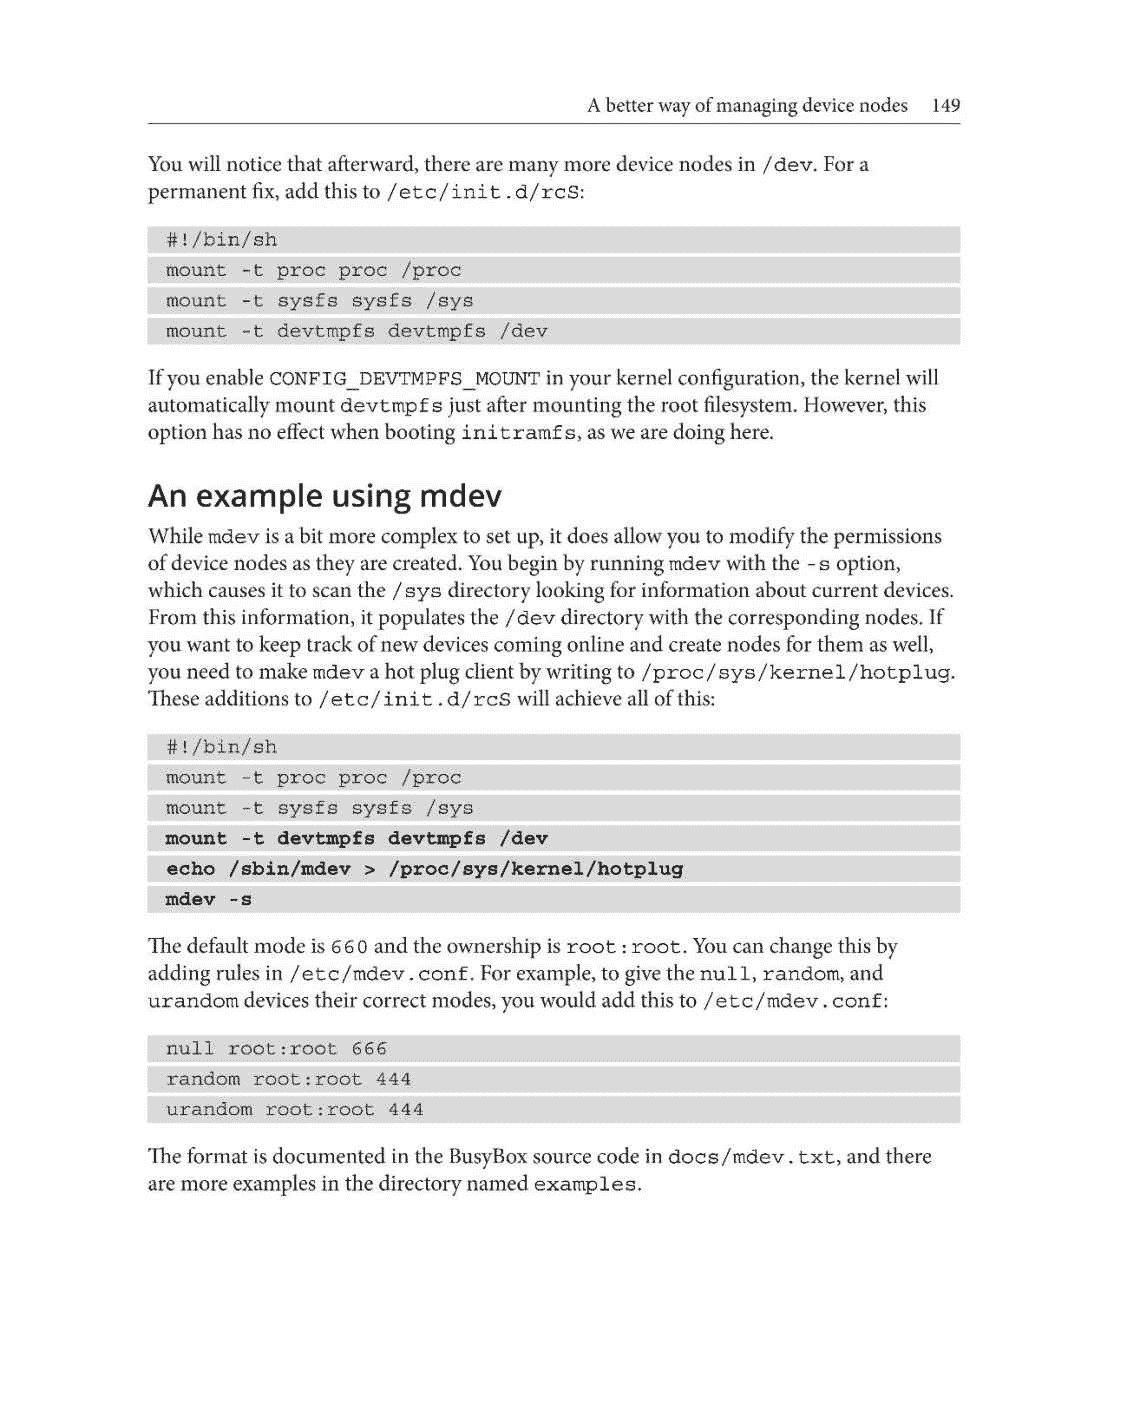 A better way of managing device nodes 149
You will notice that afterward, there are many more device nodes in /dev. For a
permanent fix, add this to /etc/init.d/rcS:
#!/bin/sh
mount -t proc proc /proc
mount -t sysfs sysfs /sys
mount -t devtmpfs devtmpfs /dev
If you enable CONFIG_DEVTMPFS_MOUNT in your kernel configuration, the kernel will
automatically mount devtmpfs just after mounting the root filesystem. However, this
option has no effect when booting initramfs, as we are doing here.
An example using mdev
While mdev is a bit more complex to set up, it does allow you to modify the permissions
of device nodes as they are created. You begin by running mdev with the -s option,
which causes it to scan the /sys directory looking for information about current devices.
From this information, it populates the /dev directory with the corresponding nodes. If
you want to keep track of new devices coming online and create nodes for them as well,
you need to make mdev a hot plug client by writing to /proc/sys/kernel/hotplug.
These additions to /etc/init.d/rcS will achieve all of this:
#!/bin/sh
mount -t proc proc /proc
mount -t sysfs sysfs /sys
mount -t devtmpfs devtmpfs /dev
echo /sbin/mdev > /proc/sys/kernel/hotplug
mdev -s
The default mode is 660 and the ownership is root:root. You can change this by
adding rules in /etc/mdev.conf. For example, to give the null, random, and
urandom devices their correct modes, you would add this to /etc/mdev.conf:
null root:root 666
random root:root 444
urandom root:root 444
The format is documented in the BusyBox source code in docs/mdev.txt, and there
are more examples in the directory named examples.